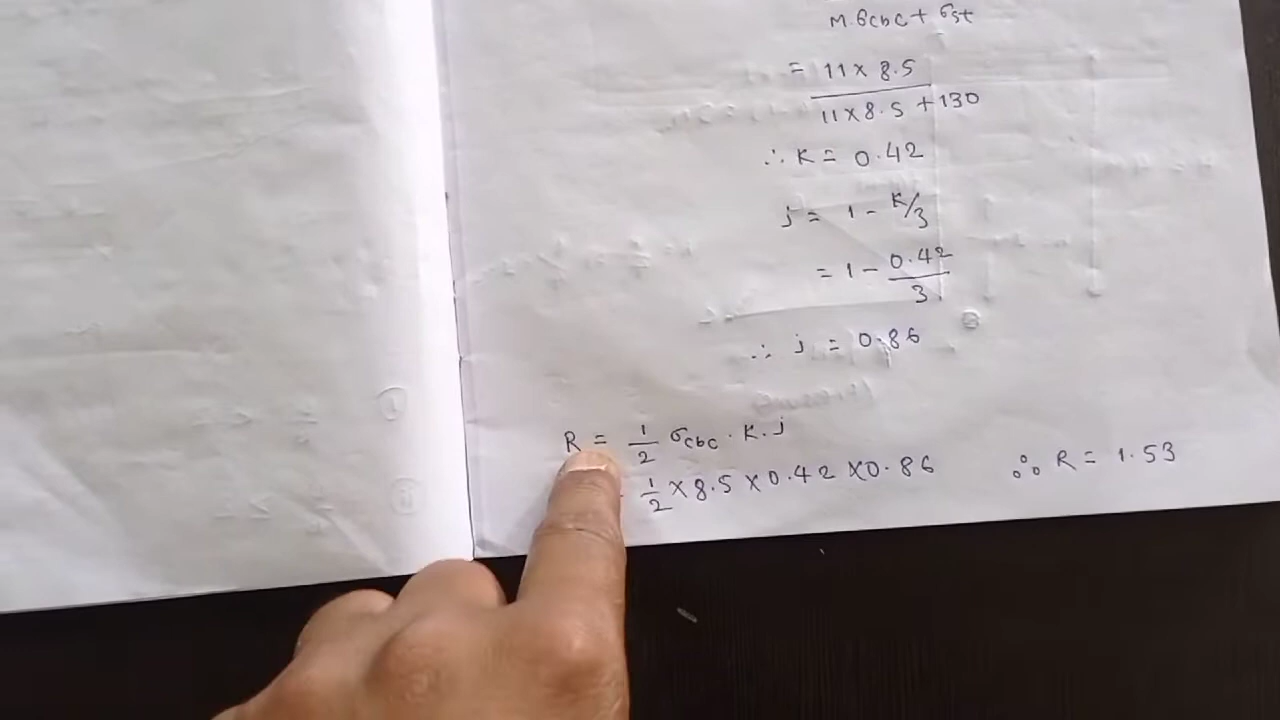 m.σcbc + σst
= 11 × 8.5
11 × 8.5 + 130
∴ K = 0.42
j = 1 - K/3
= 1 - 0.42
3
∴ j = 0.86
R = 1/2 σcbc . K. j
1/2 × 8.5 × 0.42 × 0.86 ∴ R = 1.53